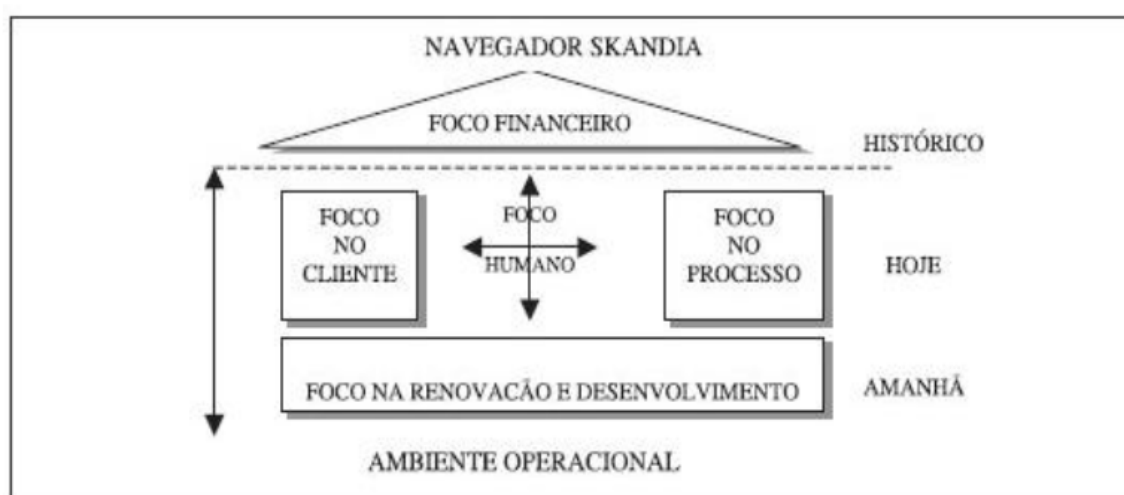 NAVEGADOR SKANDIA
FOCO FINANCEIRO
HISTÓRICO
FOCO
NO
CLIENTE
FOCO
HUMANO
FOCO
NO
PROCESSO
HOJE
FOCO NA RENOVACÃO E DESENVOLVIMENTO
AMANHÃ
AMBIENTE OPERACIONAL